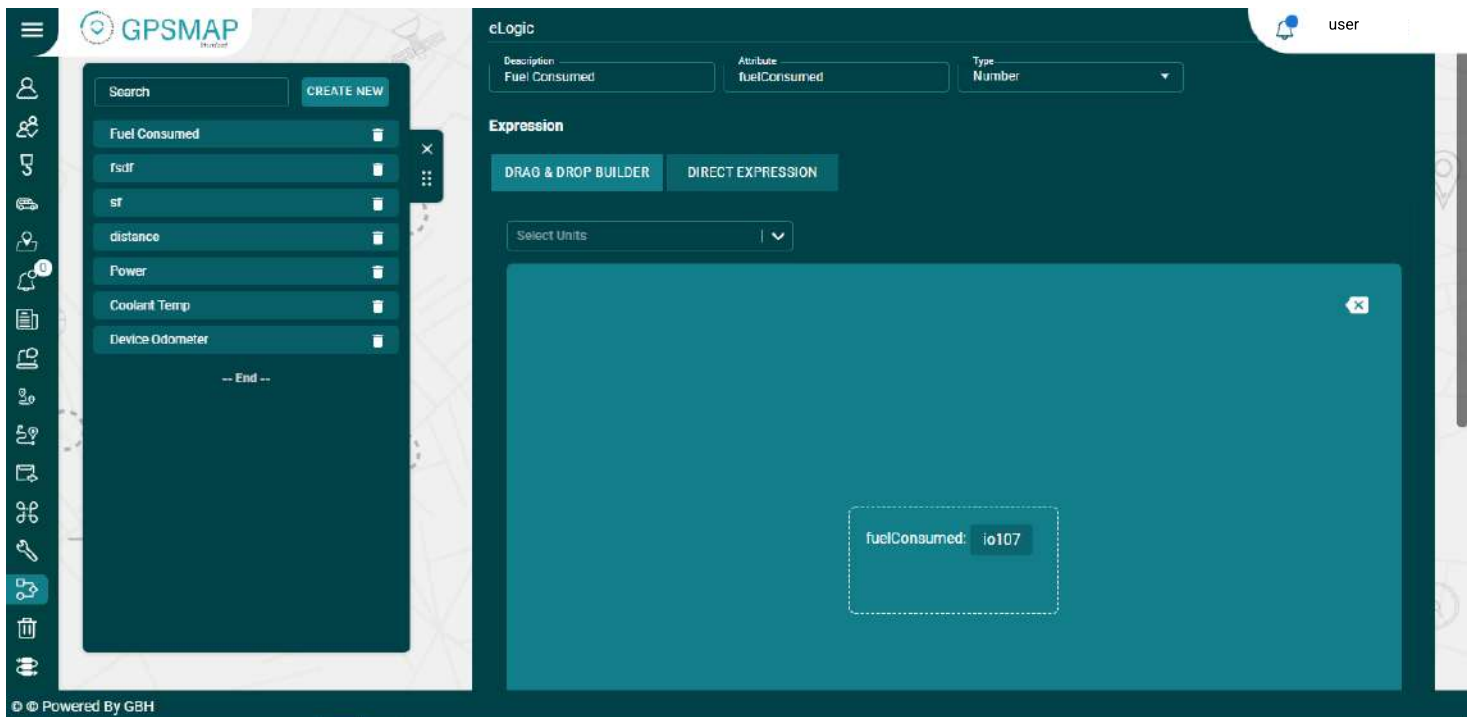 GPSMAP
eLogic
user
Description
Fuel Consumed
Attribute
fuelConsumed
Type
Number
Search
CREATE NEW
Fuel Consumed
fsdf
sf
distance
Power
Coolant Temp
Device Odometer
-- End --
0
Expression
DRAG & DROP BUILDER
DIRECT EXPRESSION
Select Units
fuelConsumed: io107
© © Powered By GBH